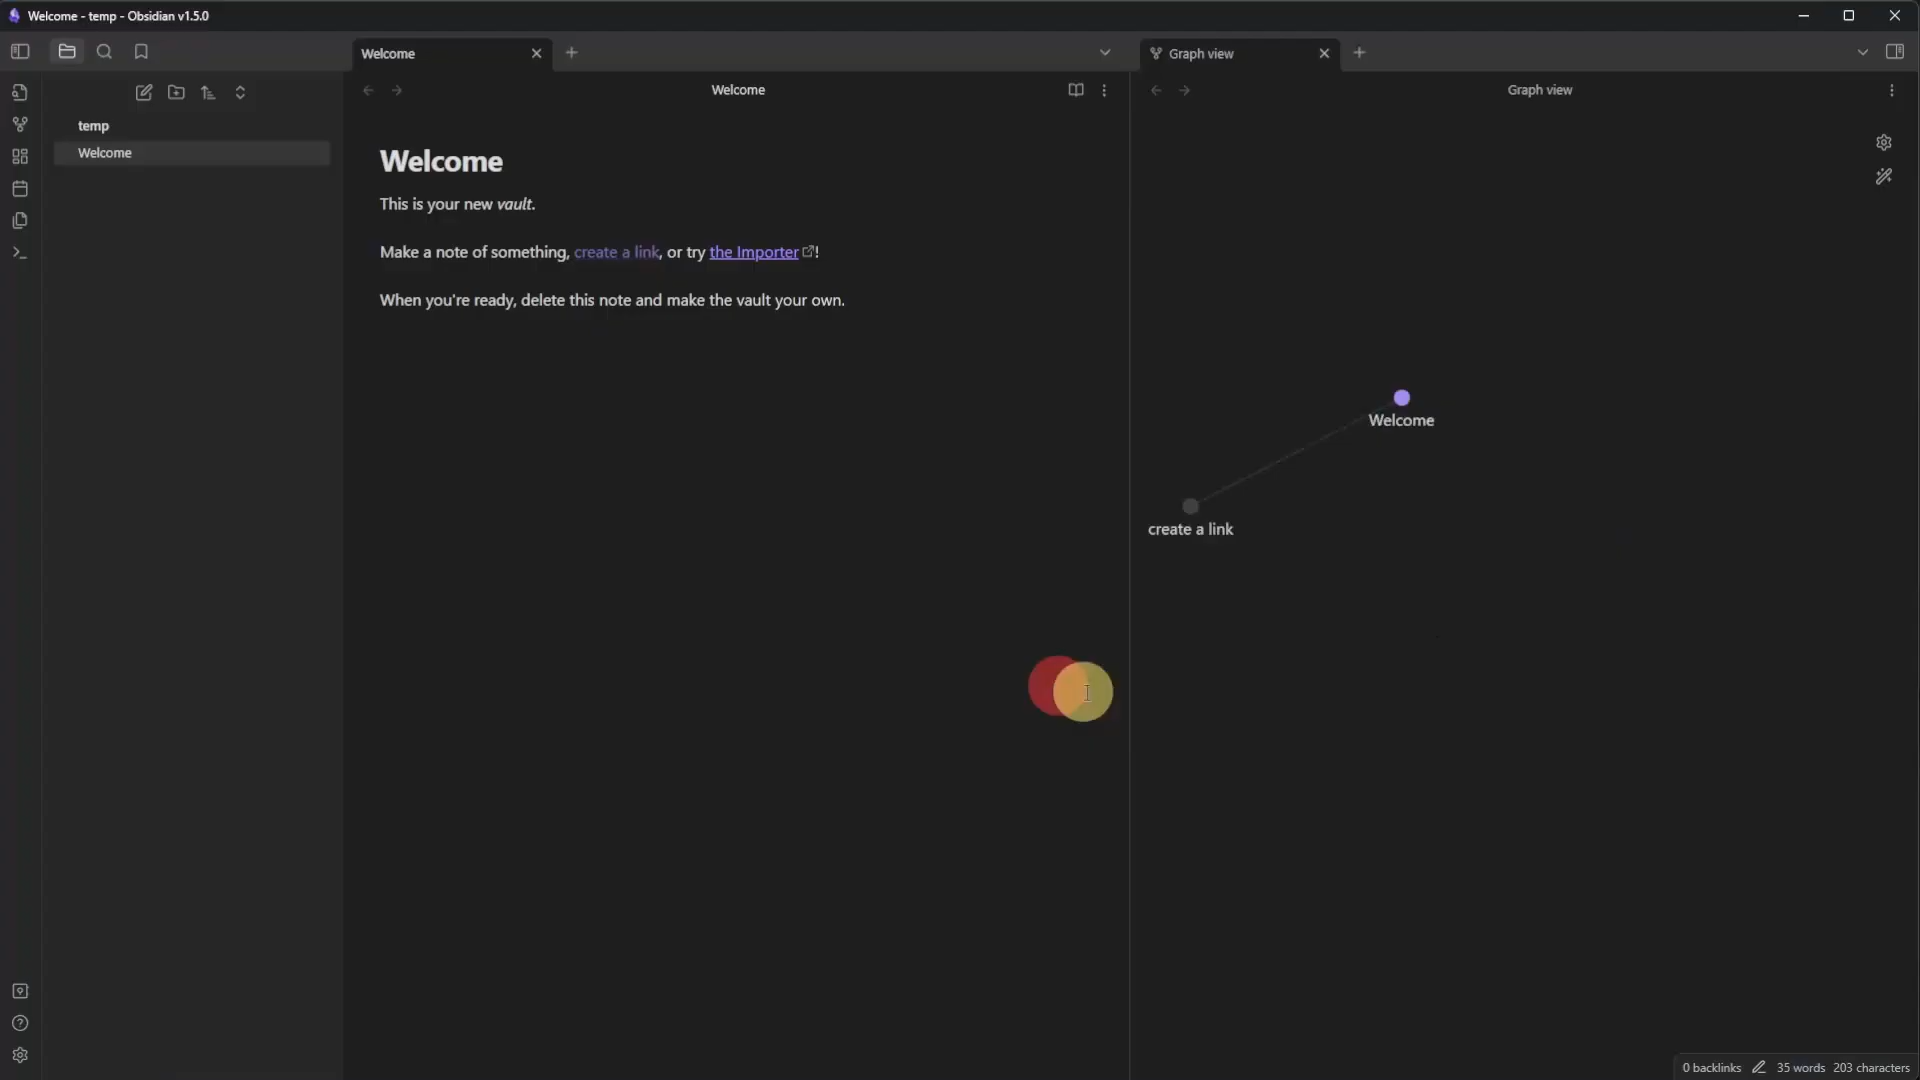 Welcome - temp - Obsidian v1.5.0
Welcome
Graph view
Welcome
Graph view
temp
Welcome
Welcome
This is your new vault.
Make a note of something, create a link, or try the Importer!
When you're ready, delete this note and make the vault your own.
Welcome
create a link
0 backlinks 35 words 203 characters